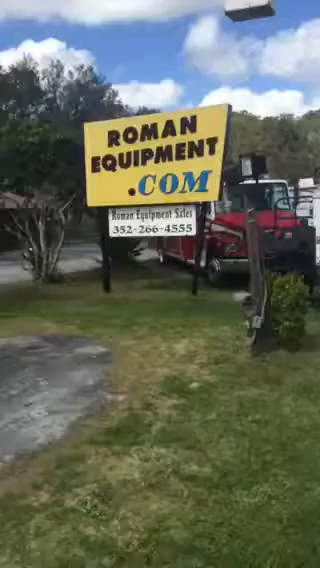 ROMAN
EQUIPMENT
.COM
Roman Equipment Sales
352-266-4555